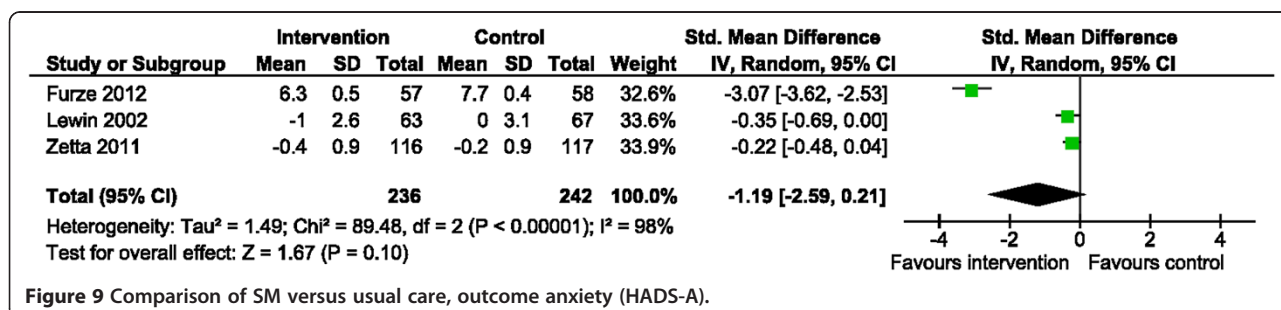 Intervention Control Std. Mean Difference Std. Mean Difference
Study or Subgroup Mean SD Total Mean SD Total Weight IV, Random, 95% CI IV, Random, 95% CI
Furze 2012 6.3 0.5 57 7.7 0.4 58 32.6% -3.07 [-3.62, -2.53]
Lewin 2002 -1 2.6 63 0 3.1 67 33.6% -0.35 [-0.69, 0.00]
Zetta 2011 -0.4 0.9 116 -0.2 0.9 117 33.9% -0.22 [-0.48, 0.04]
Total (95% CI) 236 242 100.0% -1.19 [-2.59, 0.21]
Heterogeneity: Tau² = 1.49; Chi² = 89.48, df = 2 (P < 0.00001); I² = 98%
Test for overall effect: Z = 1.67 (P = 0.10)
-4 -2 0 2 4
Favours intervention Favours control
Figure 9 Comparison of SM versus usual care, outcome anxiety (HADS-A).